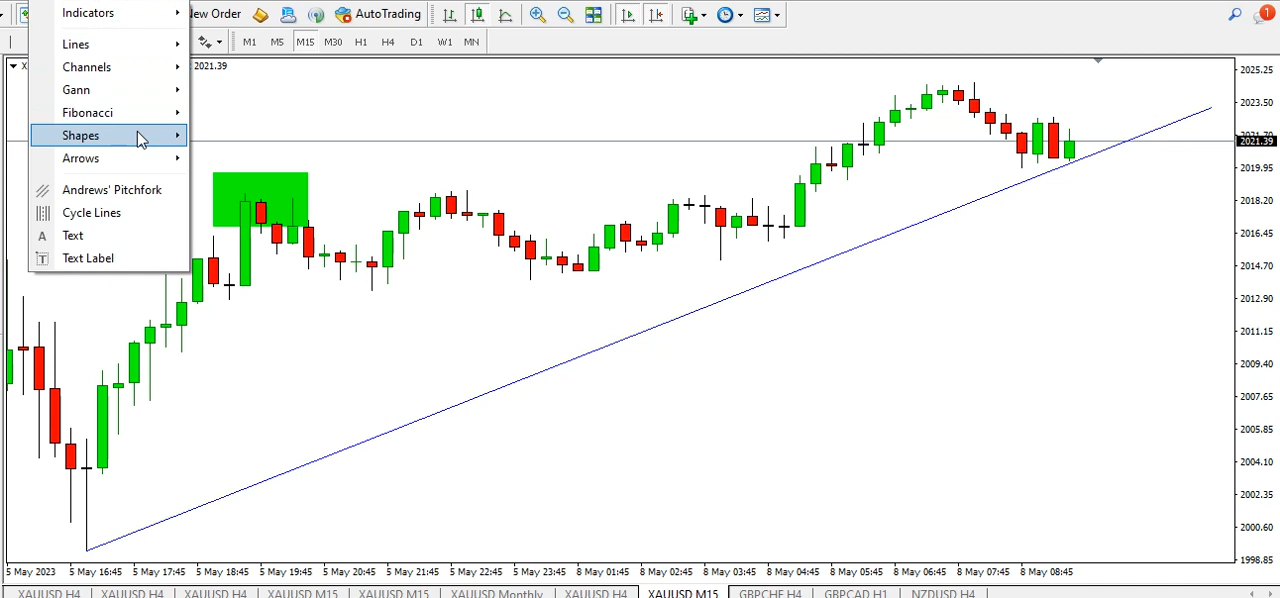 Indicators
New Order
AutoTrading
1
Lines
M1 M5 M15 M30 H1 H4 D1 W1 MN
Channels
2021.39
Gann
Fibonacci
Shapes
Arrows
Andrews' Pitchfork
Cycle Lines
Text
Text Label
2025.25
2023.50
2021.39
2019.95
2018.20
2016.45
2014.70
2012.90
2011.15
2009.40
2007.65
2005.85
2004.10
2002.35
2000.60
1998.85
5 May 2023 5 May 16:45 5 May 17:45 5 May 18:45 5 May 19:45 5 May 20:45 5 May 21:45 5 May 22:45 5 May 23:45 8 May 01:45 8 May 02:45 8 May 03:45 8 May 04:45 8 May 05:45 8 May 06:45 8 May 07:45 8 May 08:45
XAUUSD H4 XAUUSD H4 XAUUSD H4 XAUUSD M15 XAUUSD M15 XAUUSD Monthly XAUUSD H4 XAUUSD M15 GBPCHF H4 GBPCAD H1 NZDUSD H4